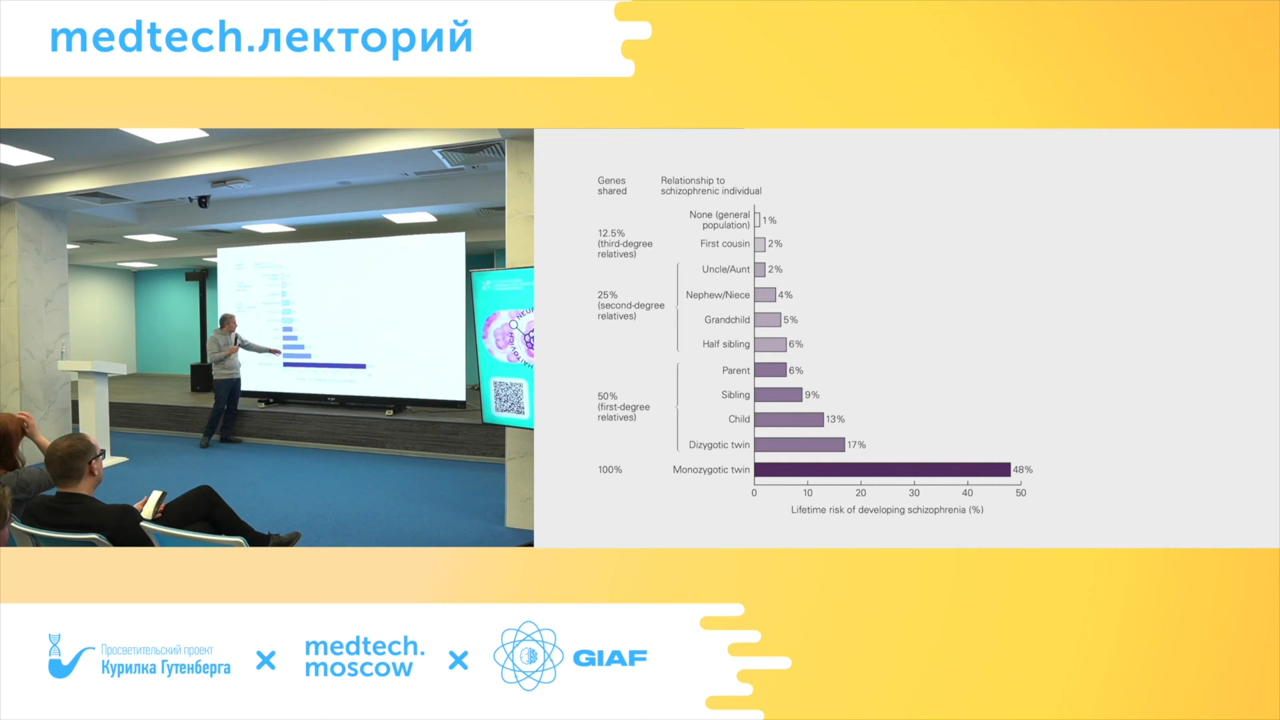 medtech.лекторий
Genes
shared
Relationship to
schizophrenic individual
None (general
population)
1%
12.5%
(third-degree
relatives)
First cousin
2%
Uncle/Aunt
2%
25%
(second-degree
relatives)
Nephew/Niece
4%
Grandchild
5%
Half sibling
6%
Parent
6%
50%
(first-degree
relatives)
Sibling
9%
Child
13%
Dizygotic twin
17%
100%
Monozygotic twin
48%
0 10 20 30 40 50
Lifetime risk of developing schizophrenia (%)
Просветительский проект
Курилка Гутенберга
medtech.
moscow
GIAF